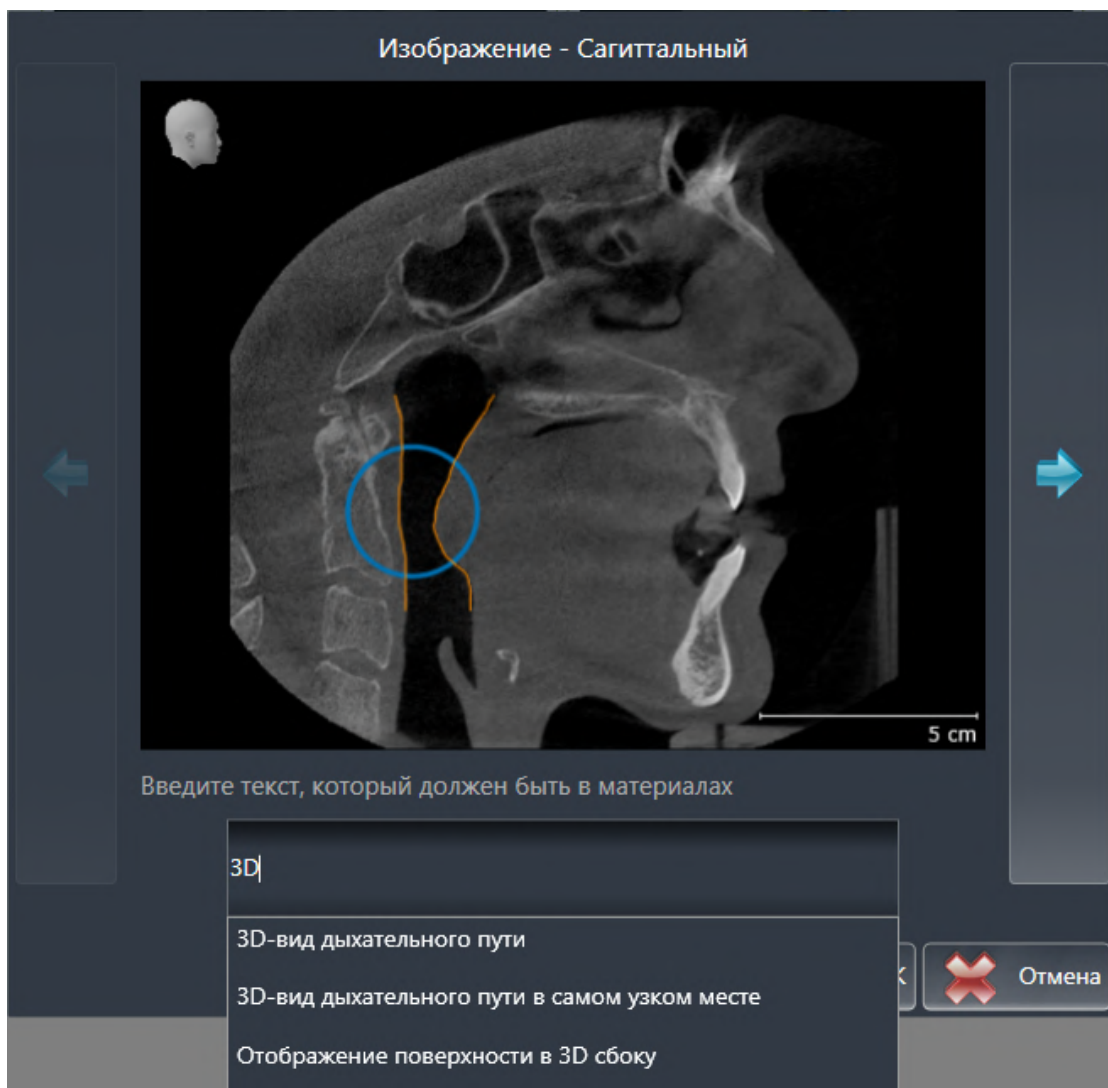 Изображение - Сагиттальный
5 cm
Введите текст, который должен быть в материалах
3D
3D-вид дыхательного пути
3D-вид дыхательного пути в самом узком месте
Отмена
Отображение поверхности в 3D сбоку